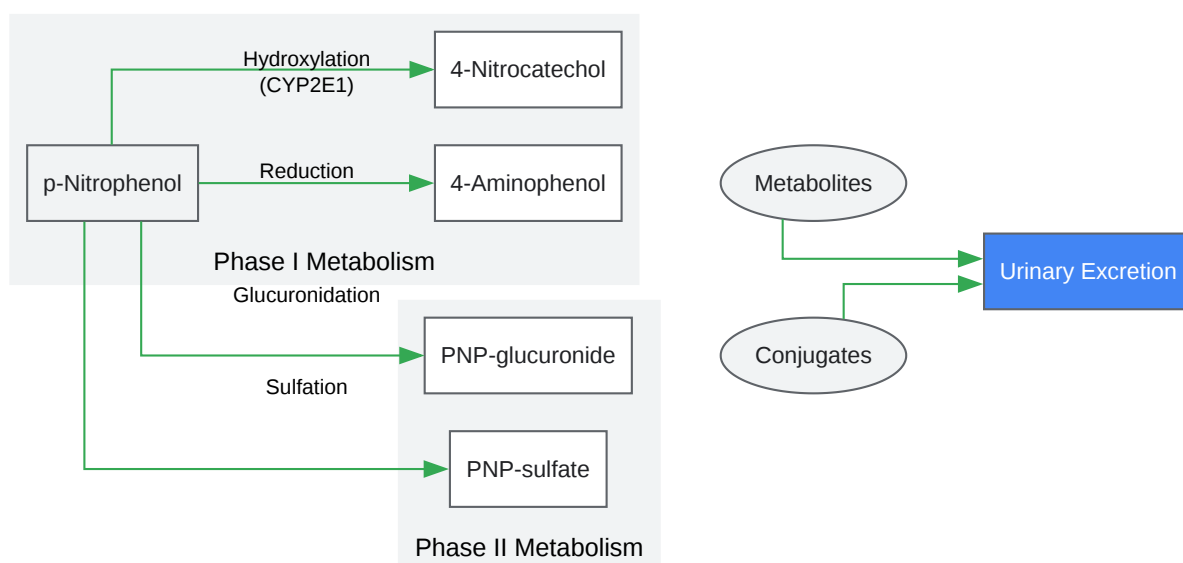 Hydroxylation
(CYP2E1)
4-Nitrocatechol
p-Nitrophenol
Reduction
4-Aminophenol
Phase I Metabolism
Glucuronidation
PNP-glucuronide
Sulfation
PNP-sulfate
Phase II Metabolism
Metabolites
Conjugates
Urinary Excretion